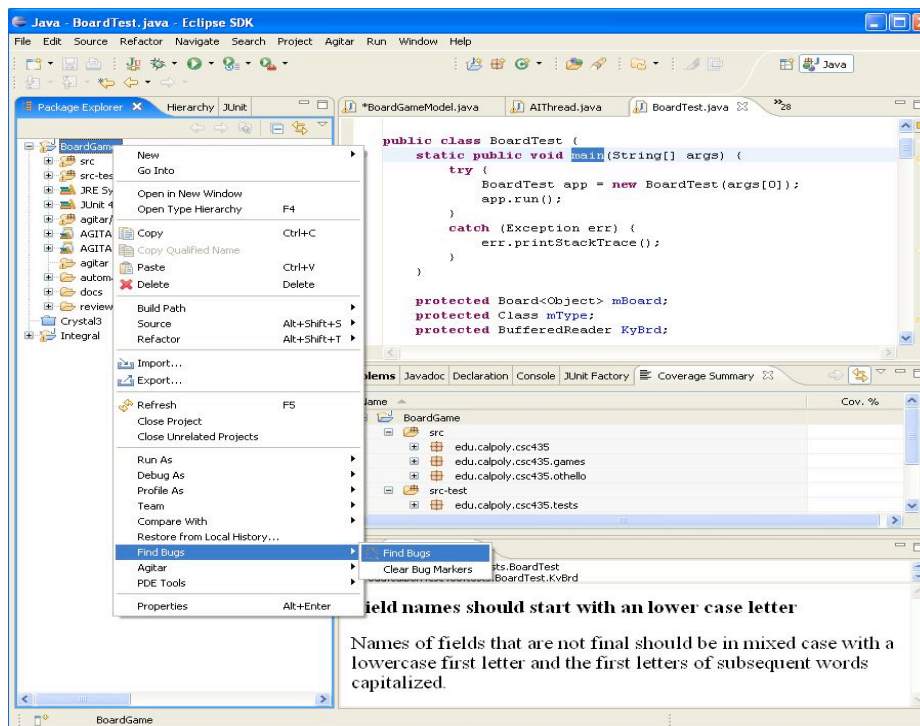 Java - BoardTest.java - Eclipse SDK
File Edit Source Refactor Navigate Search Project Agitar Run Window Help
Java
Package Explorer Hierarchy JUnit
*BoardGameModel.java AIThread.java BoardTest.java »28
BoardGame
src
src-tes
JRE Sy
JUnit 4
agitar/
AGITA
AGITA
agitar
autom
docs
review
Crystal3
Integral
New
Go Into
Open in New Window
Open Type Hierarchy F4
Copy Ctrl+C
Copy Qualified Name
Paste Ctrl+V
Delete Delete
Build Path
Source Alt+Shift+S
Refactor Alt+Shift+T
Import...
Export...
Refresh F5
Close Project
Close Unrelated Projects
Run As
Debug As
Profile As
Team
Compare With
Restore from Local History...
Find Bugs
Agitar
PDE Tools
Properties Alt+Enter
Find Bugs
Clear Bug Markers
public class BoardTest {
static public void main(String[] args) {
try {
BoardTest app = new BoardTest(args[0]);
app.run();
}
catch (Exception err) {
err.printStackTrace();
}
}
protected Board<Object> mBoard;
protected Class mType;
protected BufferedReader KyBrd;
blems Javadoc Declaration Console JUnit Factory Coverage Summary
Name Cov. %
BoardGame
src
edu.calpoly.csc435
edu.calpoly.csc435.games
edu.calpoly.csc435.othello
src-test
edu.calpoly.csc435.tests
sts.BoardTest
BoardTest.KyBrd
ield names should start with an lower case letter
Names of fields that are not final should be in mixed case with a
lowercase first letter and the first letters of subsequent words
capitalized.
BoardGame